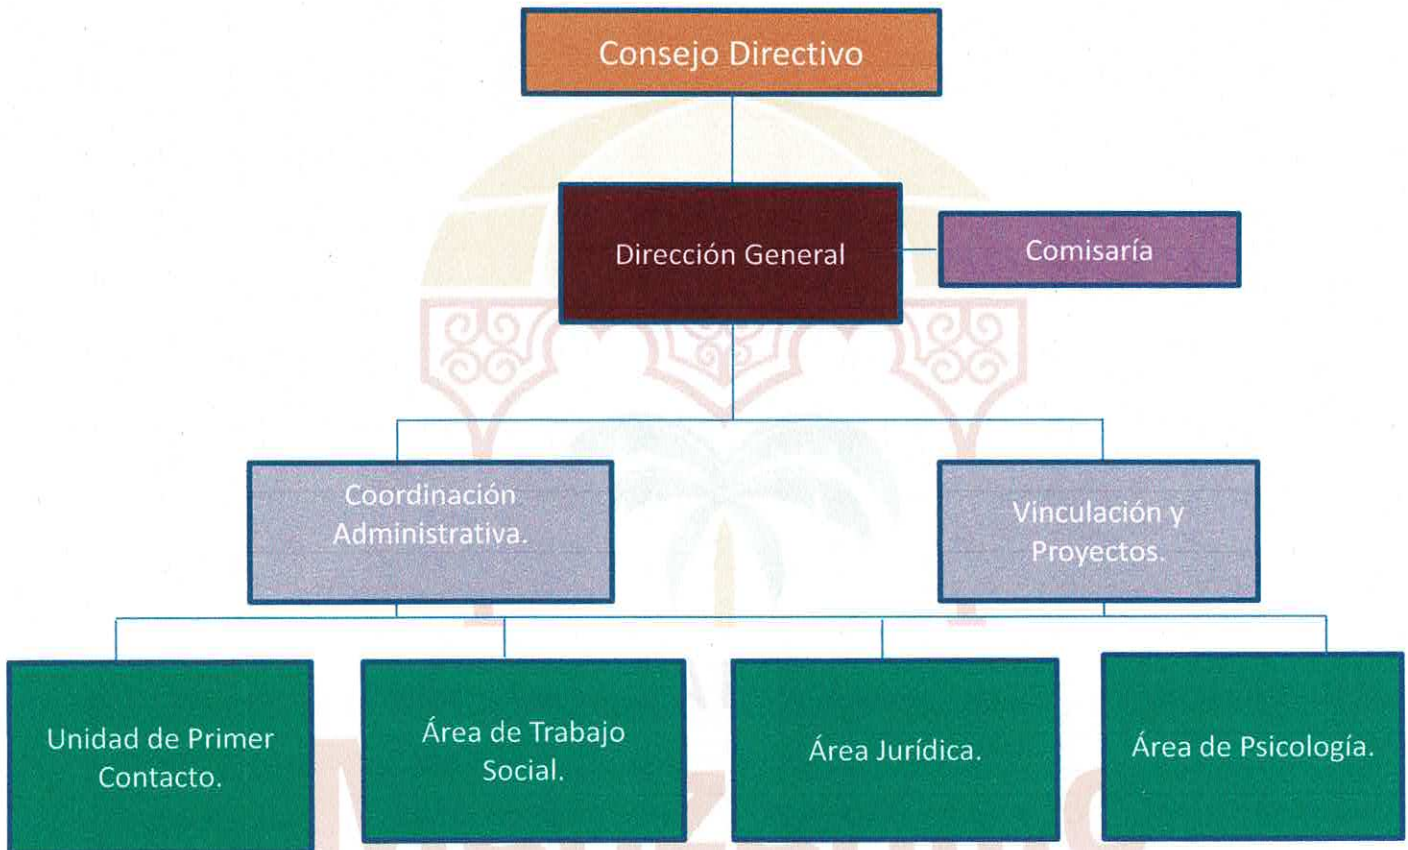 Consejo Directivo
Dirección General
Comisaría
Coordinación
Administrativa.
Vinculación y
Proyectos.
Unidad de Primer
Contacto.
Área de Trabajo
Social.
Área Jurídica.
Área de Psicología.